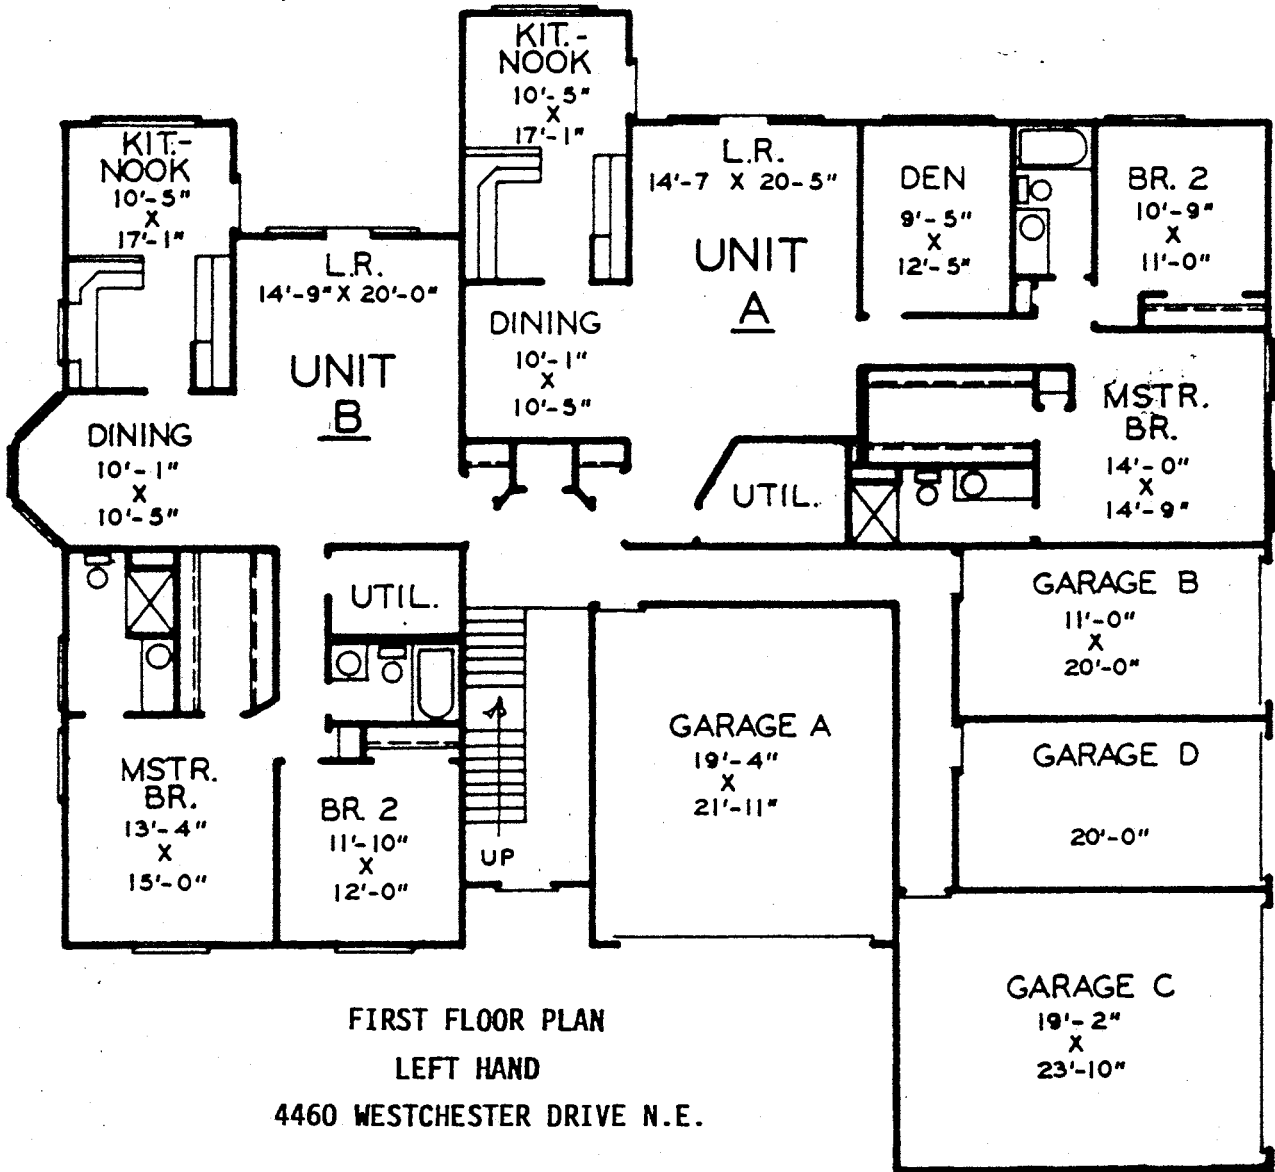 KIT.-
NOOK
10'-5"
X
17'-1"
L.R.
14'-9" X 20'-0"
UNIT
B
DINING
10'-1"
X
10'-5"
UTIL.
MSTR.
BR.
13'-4"
X
15'-0"
BR. 2
11'-10"
X
12'-0"
UP
KIT.-
NOOK
10'-5"
X
17'-1"
L.R.
14'-7 X 20-5"
UNIT
A
DINING
10'-1"
X
10'-5"
DEN
9'-5"
X
12'-5"
BR. 2
10'-9"
X
11'-0"
MSTR.
BR.
14'-0"
X
14'-9"
UTIL.
GARAGE B
11'-0"
X
20'-0"
GARAGE A
19'-4"
X
21'-11"
GARAGE D
20'-0"
GARAGE C
19'-2"
X
23'-10"
FIRST FLOOR PLAN
LEFT HAND
4460 WESTCHESTER DRIVE N.E.